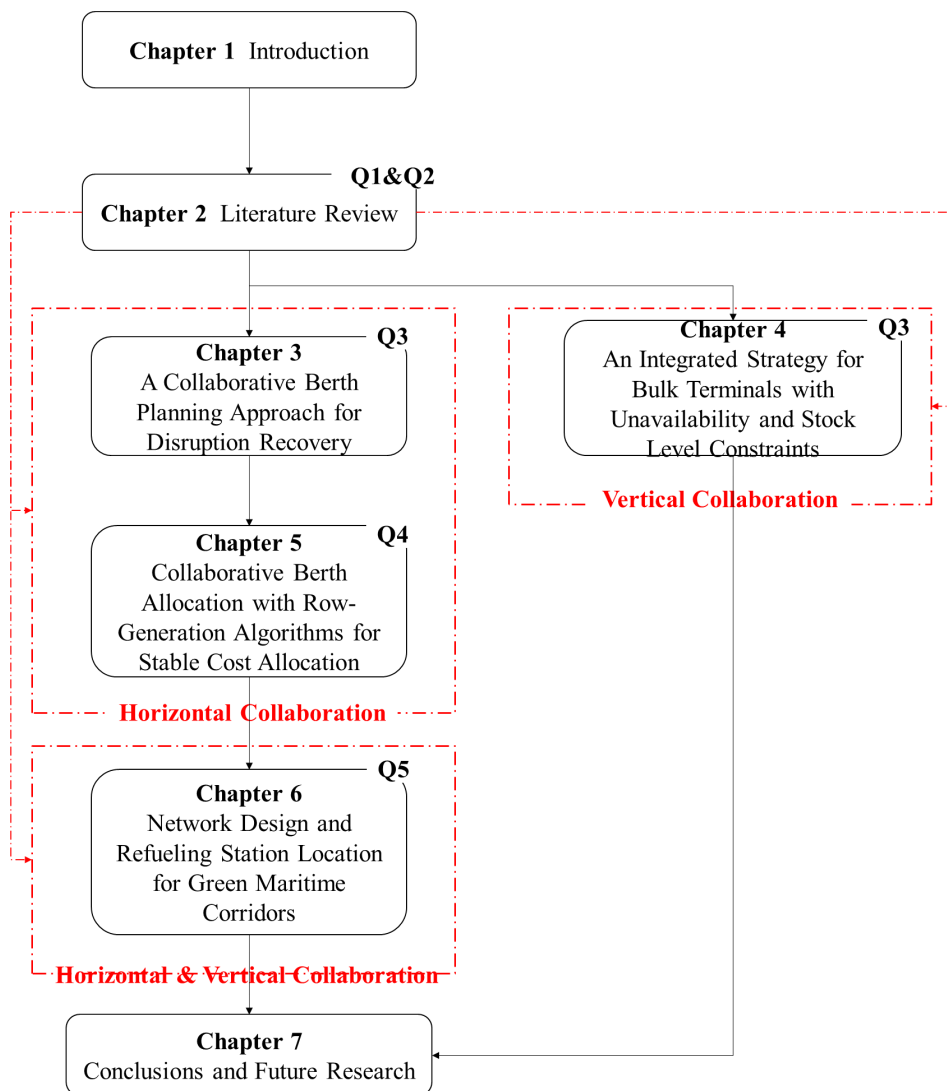 Chapter 1 Introduction
Q1&Q2
Chapter 2 Literature Review
Q3
Chapter 3
A Collaborative Berth
Planning Approach for
Disruption Recovery
Q3
Chapter 4
An Integrated Strategy for
Bulk Terminals with
Unavailability and Stock
Level Constraints
Vertical Collaboration
Q4
Chapter 5
Collaborative Berth
Allocation with Row-
Generation Algorithms for
Stable Cost Allocation
Horizontal Collaboration
Q5
Chapter 6
Network Design and
Refueling Station Location
for Green Maritime
Corridors
Horizontal & Vertical Collaboration
Chapter 7
Conclusions and Future Research